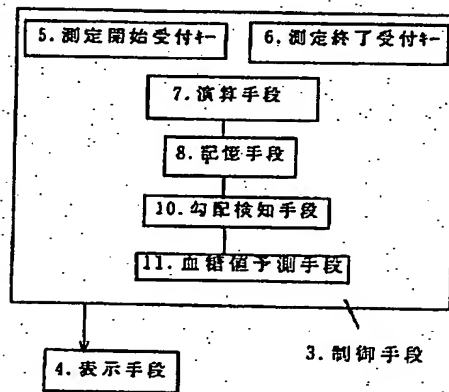 5.測定開始受付キー
6.測定終了受付キー
7.演算手段
8.記憶手段
10.勾配検知手段
11.血糖値予測手段
3.制御手段
4.表示手段